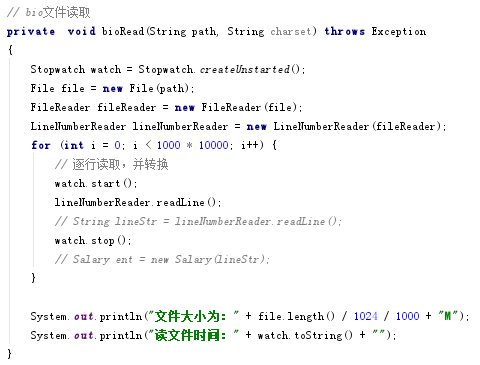 // bio文件读取
private void bioRead(String path, String charset) throws Exception
{
Stopwatch watch = Stopwatch.createUnstarted();
File file = new File(path);
FileReader fileReader = new FileReader(file);
LineNumberReader lineNumberReader = new LineNumberReader(fileReader);
for (int i = 0; i < 1000 * 10000; i++) {
// 逐行读取，并转换
watch.start();
lineNumberReader.readLine();
// String lineStr = lineNumberReader.readLine();
watch.stop();
// Salary ent = new Salary(lineStr);
}
System.out.println("文件大小为：" + file.length() / 1024 / 1000 + "M");
System.out.println("读文件时间：" + watch.toString() + "");
}